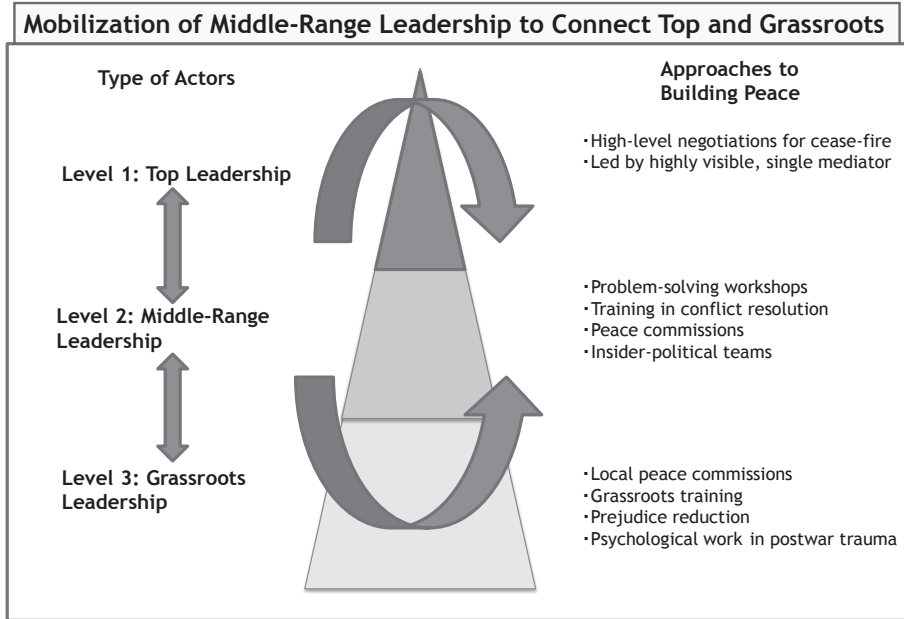 Mobilization of Middle-Range Leadership to Connect Top and Grassroots
Type of Actors
Approaches to
Building Peace
Level 1: Top Leadership
·High-level negotiations for cease-fire
·Led by highly visible, single mediator
Level 2: Middle-Range
Leadership
·Problem-solving workshops
·Training in conflict resolution
·Peace commissions
·Insider-political teams
Level 3: Grassroots
Leadership
·Local peace commissions
·Grassroots training
·Prejudice reduction
·Psychological work in postwar trauma